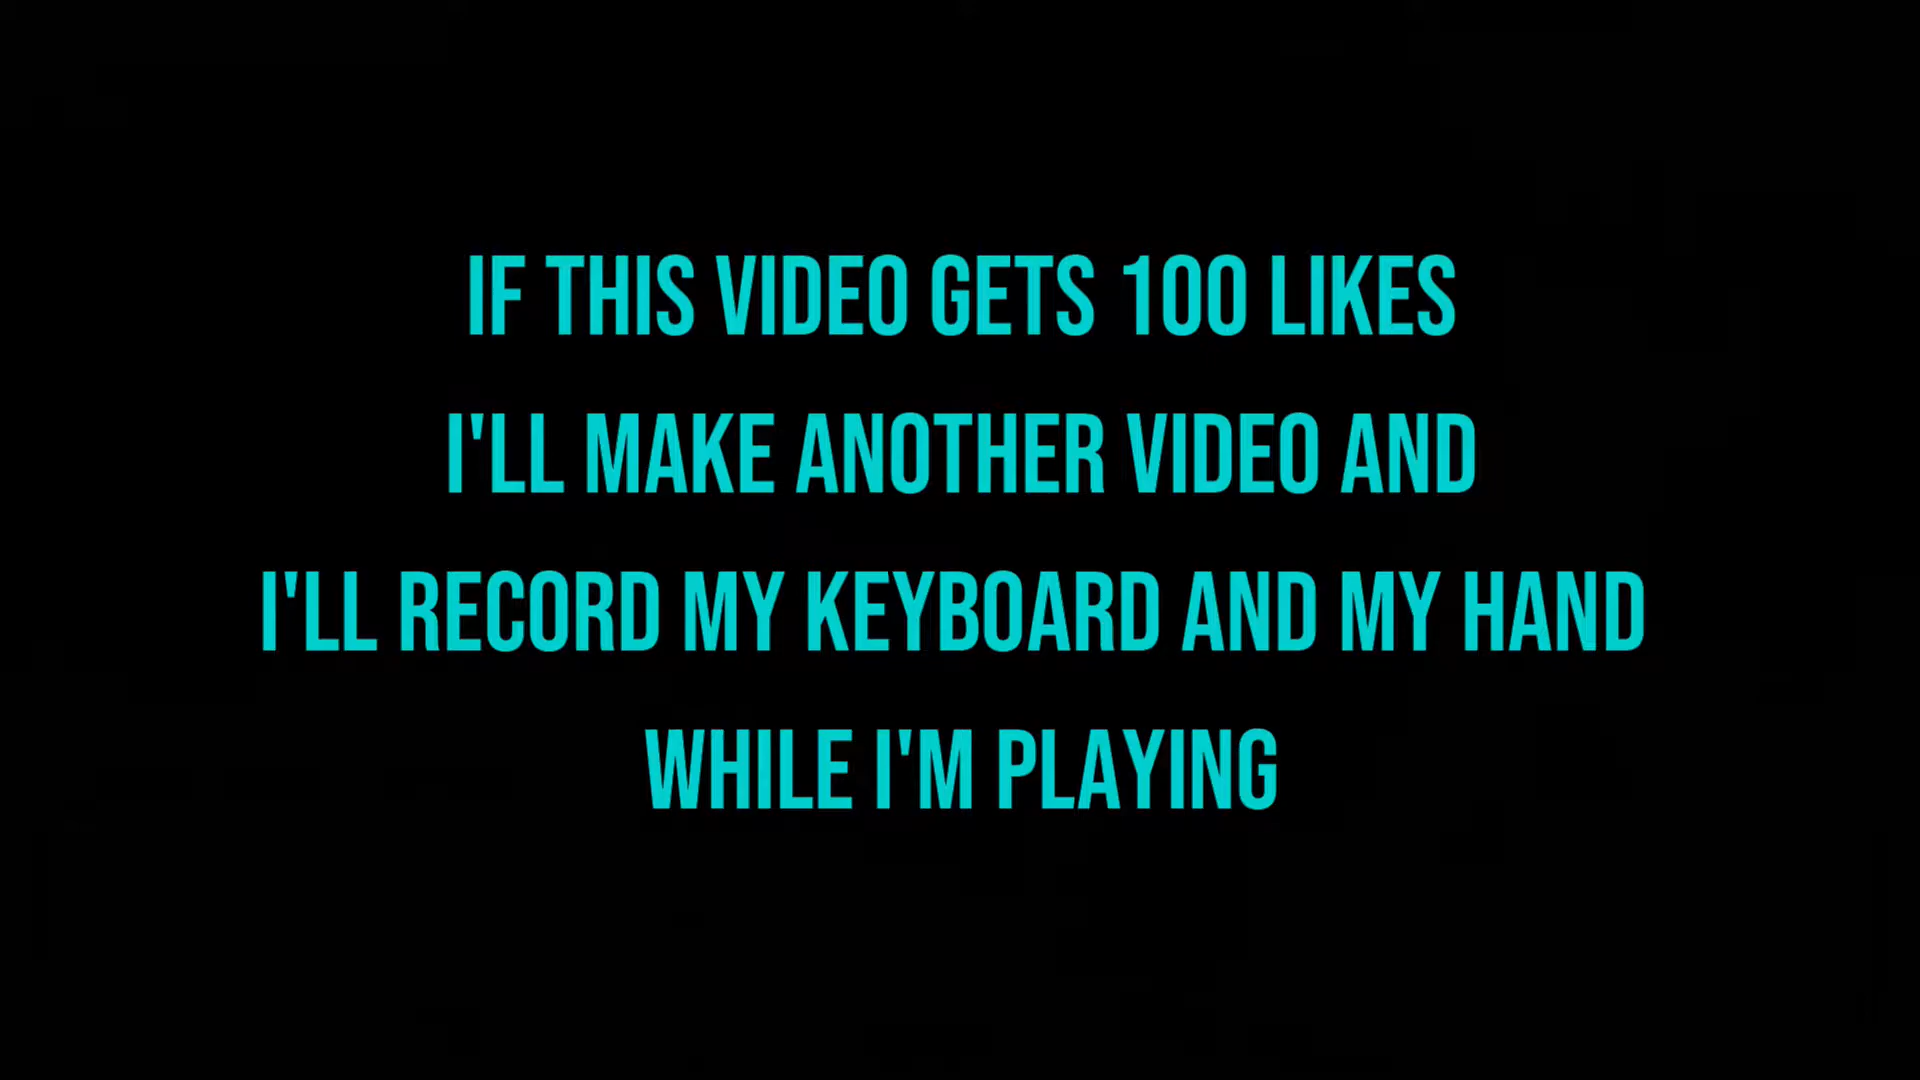 IF THIS VIDEO GETS 100 LIKES
I'LL MAKE ANOTHER VIDEO AND
I'LL RECORD MY KEYBOARD AND MY HAND
WHILE I'M PLAYING